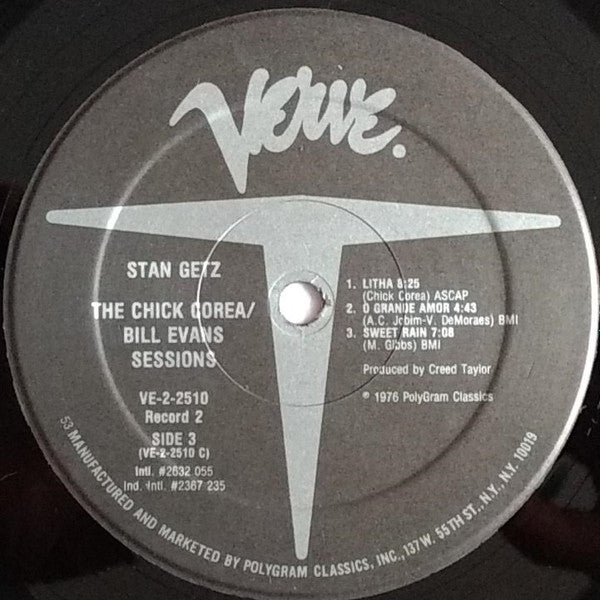 Verve.
STAN GETZ
THE CHICK COREA/
BILL EVANS
SESSIONS
VE-2-2510
Record 2
SIDE 3
(VE-2-2510 C)
Intl. #2632 055
Ind. Intl. #2367 235
1. LITHA 8:25
(Chick Corea) ASCAP
2. O GRANDE AMOR 4:43
(A.C. Jobim-V. DeMoraes) BMI
3. SWEET RAIN 7:08
(M. Gibbs) BMI
Produced by Creed Taylor
℗ 1976 PolyGram Classics
53 MANUFACTURED AND MARKETED BY POLYGRAM CLASSICS, INC., 137 W. 55TH ST., N.Y., N.Y. 10019